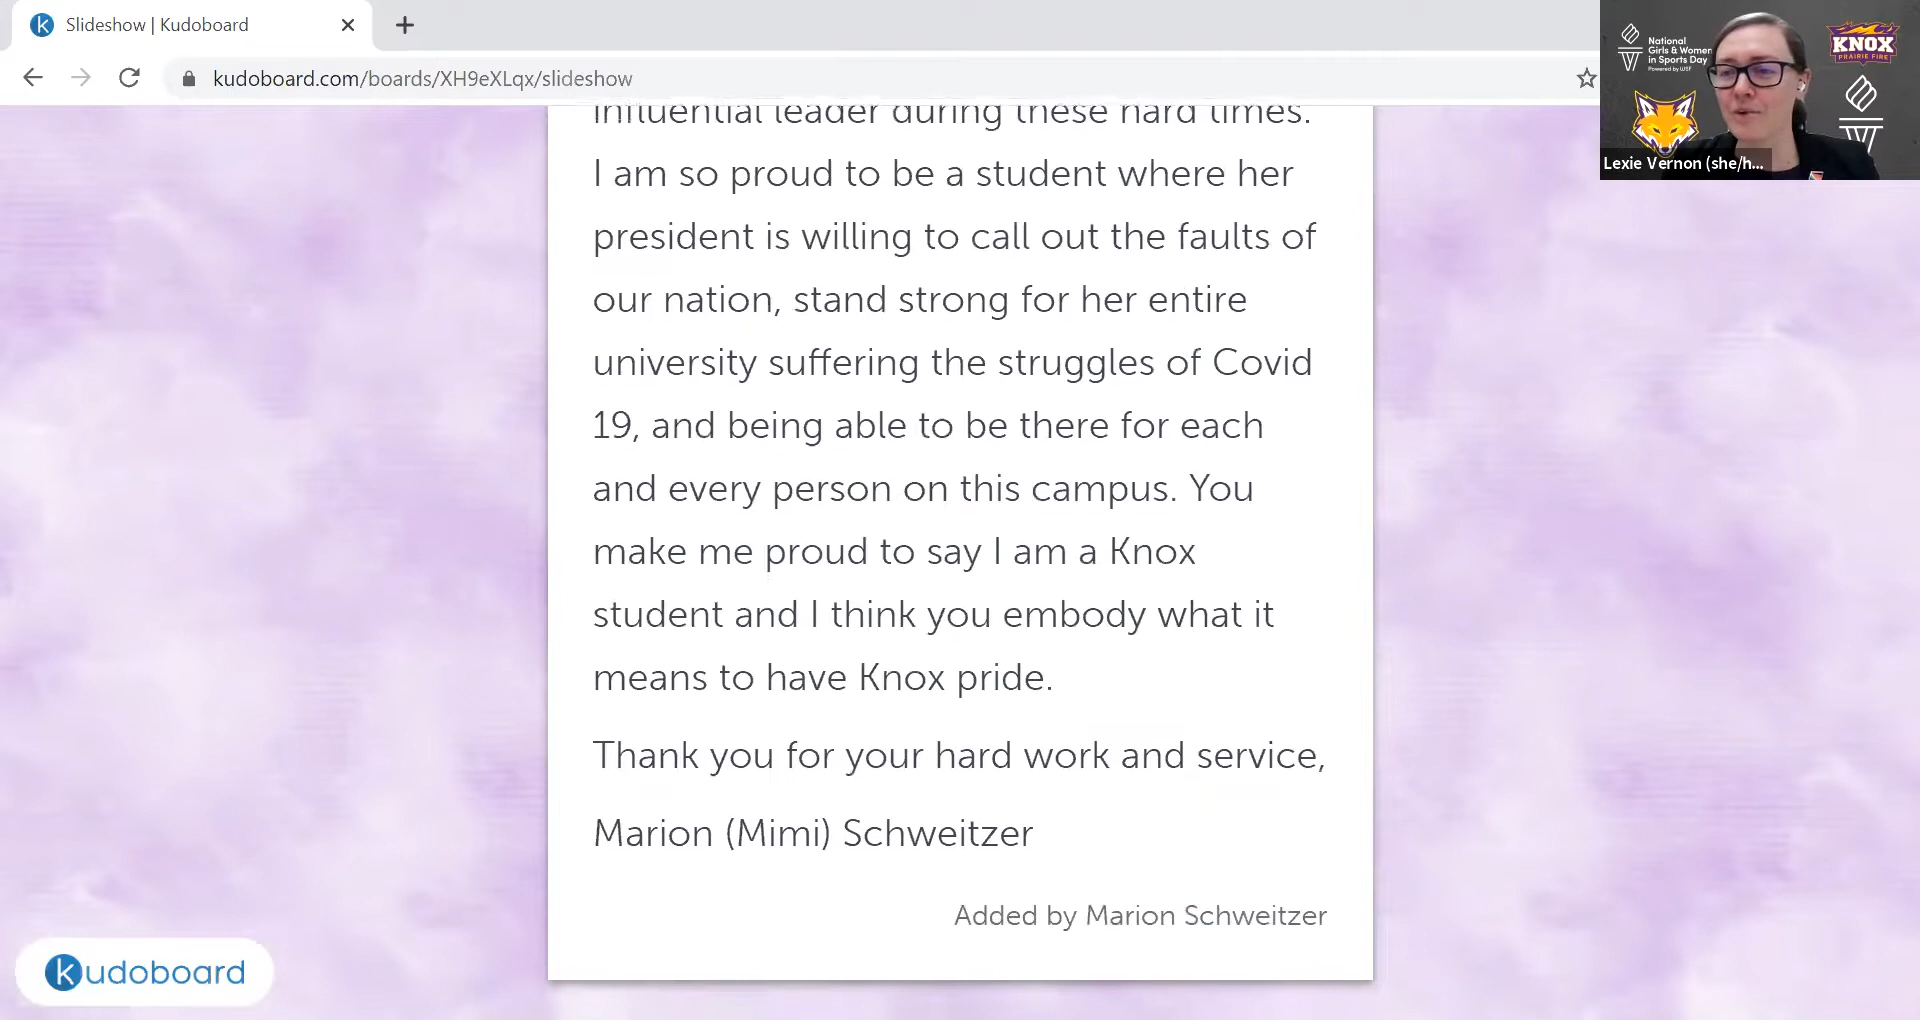 Slideshow | Kudoboard
kudoboard.com/boards/XH9eXLqx/slideshow
National
Girls & Women
in Sports Day
Powered by WSF
KNOX
PRAIRIE FIRE
Lexie Vernon (she/h...
influential leader during these hard times.
I am so proud to be a student where her
president is willing to call out the faults of
our nation, stand strong for her entire
university suffering the struggles of Covid
19, and being able to be there for each
and every person on this campus. You
make me proud to say I am a Knox
student and I think you embody what it
means to have Knox pride.
Thank you for your hard work and service,
Marion (Mimi) Schweitzer
Added by Marion Schweitzer
kudoboard